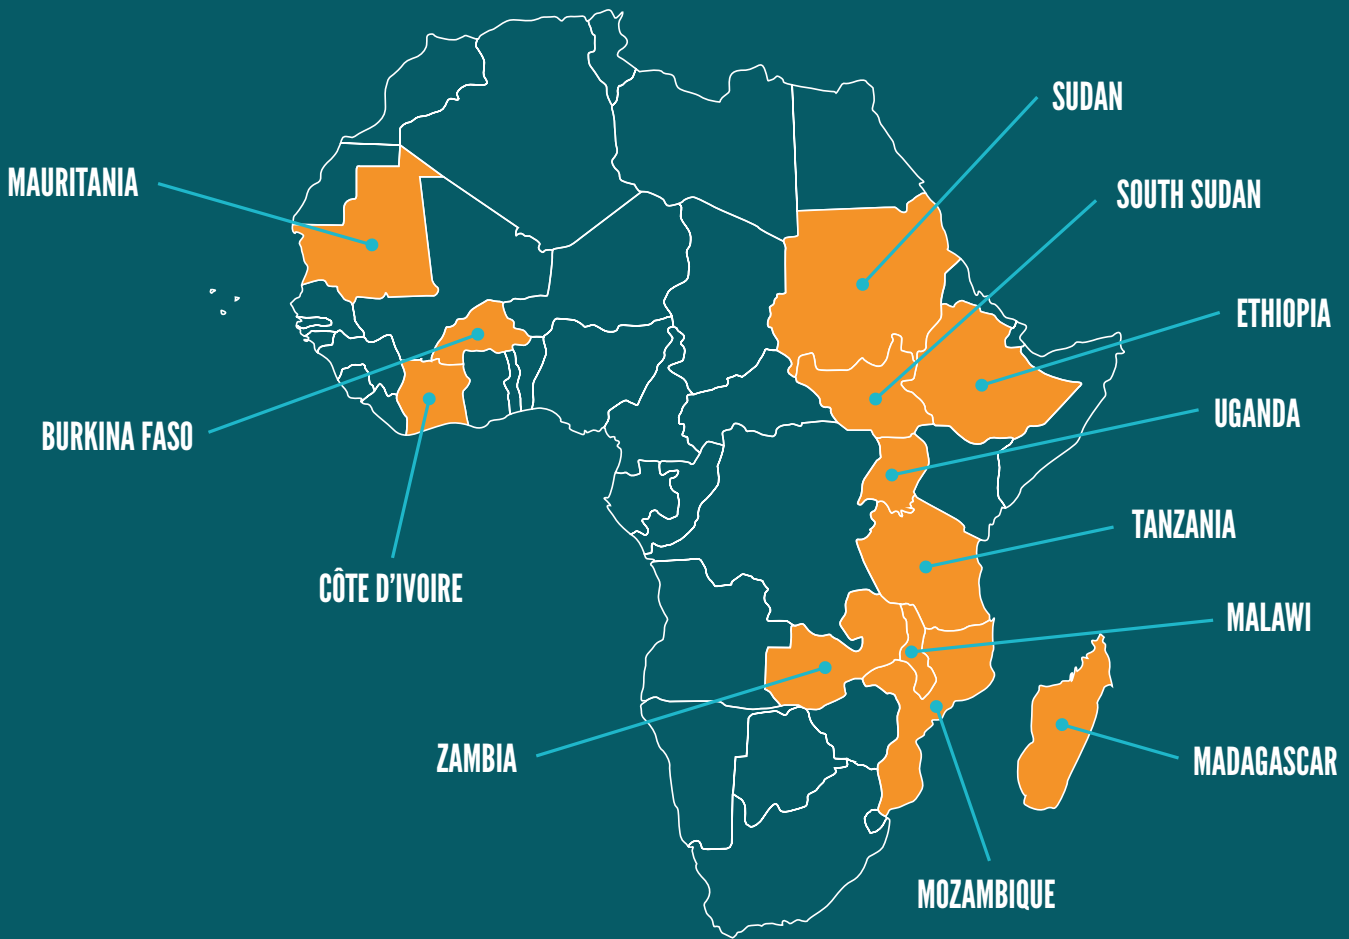 SUDAN
MAURITANIA
SOUTH SUDAN
ETHIOPIA
UGANDA
BURKINA FASO
TANZANIA
CÔTE D'IVOIRE
MALAWI
ZAMBIA
MADAGASCAR
MOZAMBIQUE